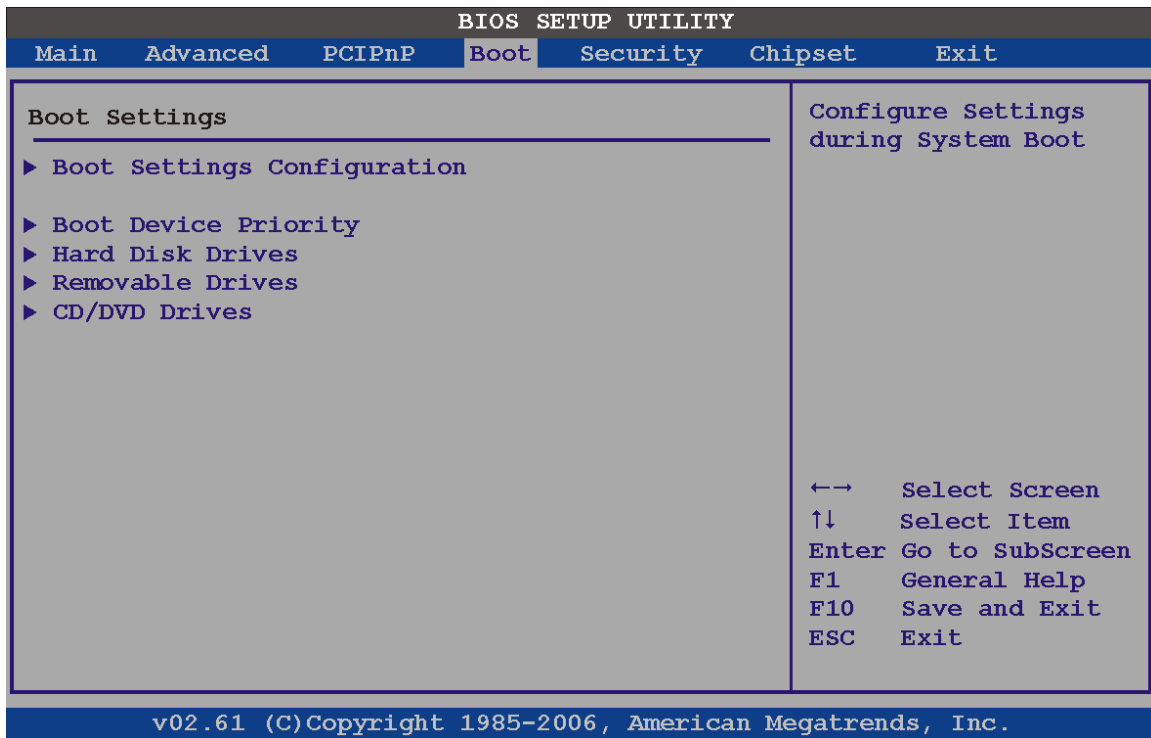 BIOS SETUP UTILITY
Main Advanced PCIPnP Boot Security Chipset Exit
Boot Settings
▶ Boot Settings Configuration
▶ Boot Device Priority
▶ Hard Disk Drives
▶ Removable Drives
▶ CD/DVD Drives
Configure Settings
during System Boot
←→ Select Screen
↑↓ Select Item
Enter Go to SubScreen
F1 General Help
F10 Save and Exit
ESC Exit
v02.61 (C)Copyright 1985-2006, American Megatrends, Inc.